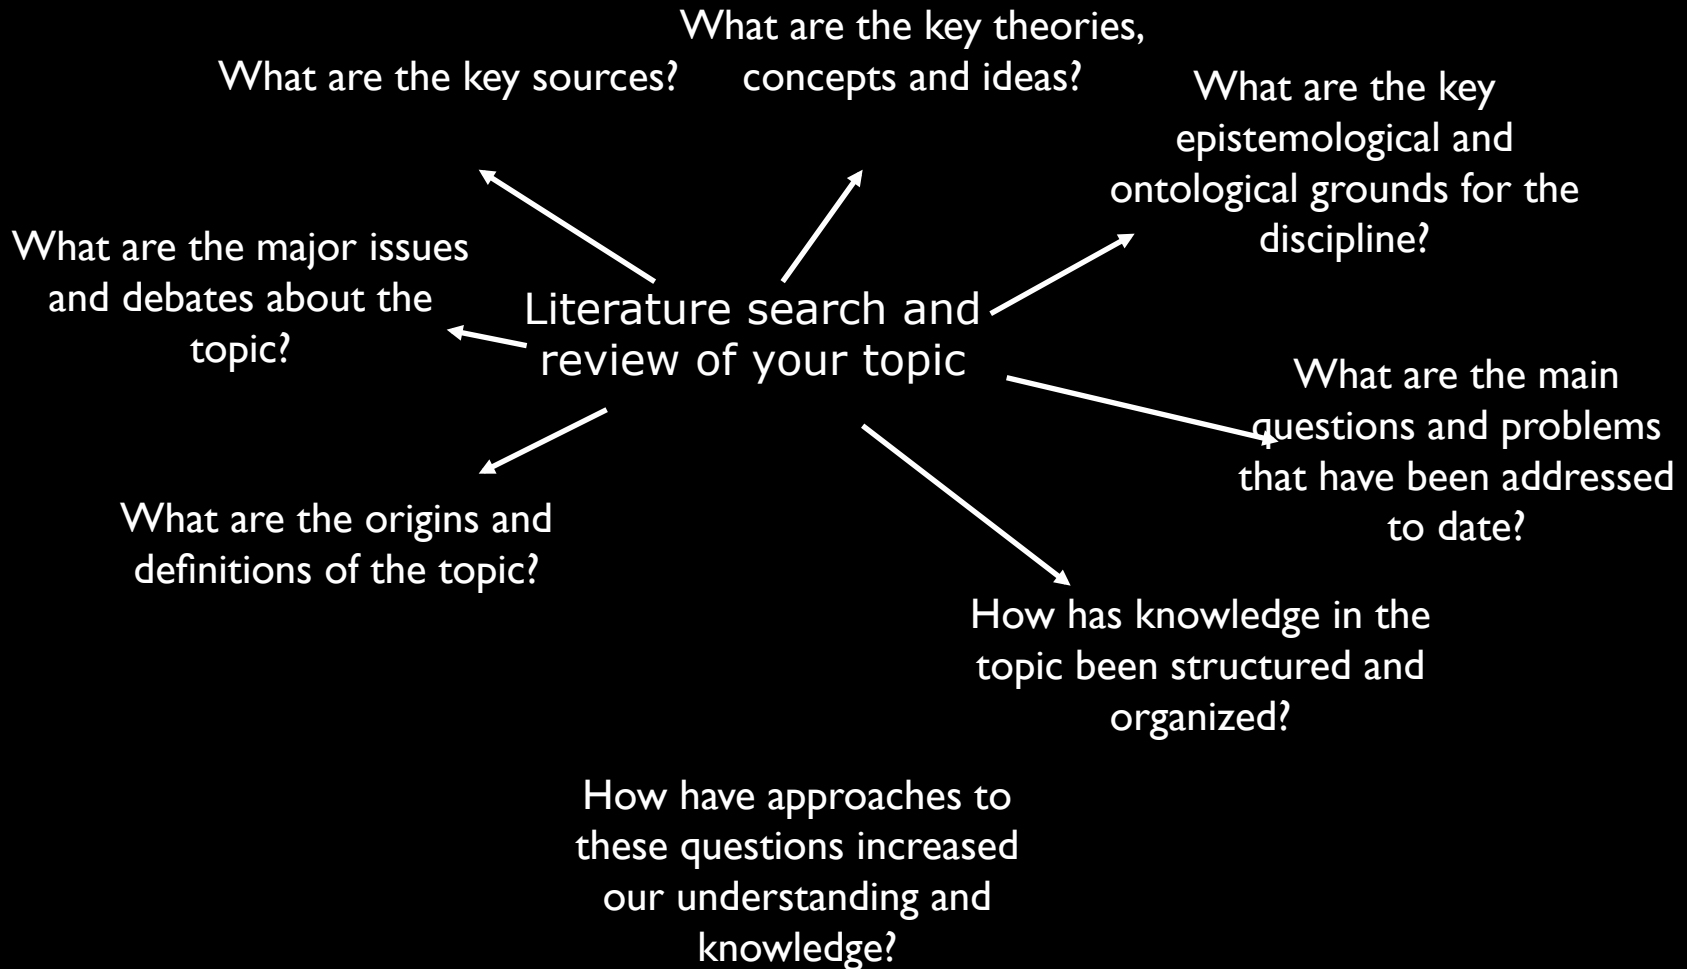 What are the key theories,
concepts and ideas?
What are the key sources?
What are the key
epistemological and
ontological grounds for the
discipline?
What are the major issues
and debates about the
topic?
Literature search and
review of your topic
What are the main
questions and problems
that have been addressed
to date?
What are the origins and
definitions of the topic?
How has knowledge in the
topic been structured and
organized?
How have approaches to
these questions increased
our understanding and
knowledge?